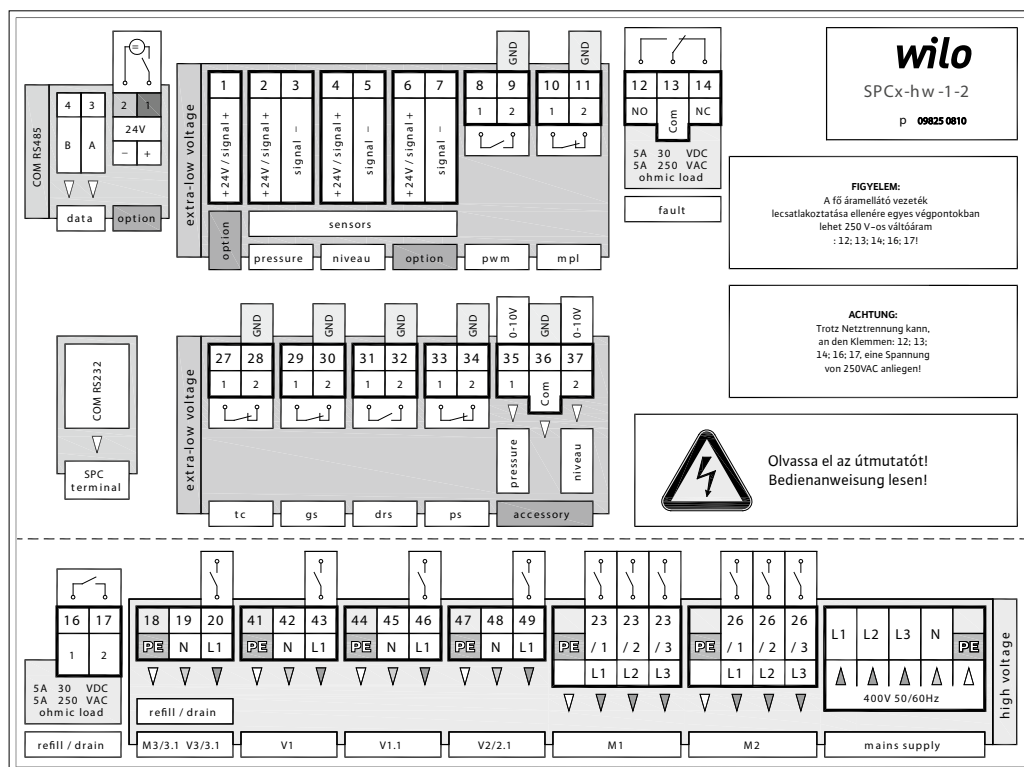 COM RS485
4 3
B A
data
2 1
24V
− +
option
extra-low voltage
1
+24V / signal +
option
2 3
+24V / signal +
signal −
pressure
4 5
+24V / signal +
signal −
niveau
6 7
+24V / signal +
signal −
option
sensors
GND
8 9
1 2
pwm
GND
10 11
1 2
mpl
12 13 14
NO Com NC
5A 30 VDC
5A 250 VAC
ohmic load
fault
wilo
SPCx-hw-1-2
p 09825 0810
FIGYELEM:
A fő áramellátó vezeték
lecsatlakoztatása ellenére egyes végpontokban
lehet 250 V-os váltóáram
: 12; 13; 14; 16; 17!
ACHTUNG:
Trotz Netztrennung kann,
an den Klemmen: 12; 13;
14; 16; 17, eine Spannung
von 250VAC anliegen!
Olvassa el az útmutatót!
Bedienanweisung lesen!
COM RS232
SPC
terminal
extra-low voltage
GND
27 28
1 2
tc
GND
29 30
1 2
gs
GND
31 32
1 2
drs
GND
33 34
1 2
ps
0-10V GND 0-10V
35 36 37
1 Com 2
pressure
niveau
accessory
16 17
1 2
5A 30 VDC
5A 250 VAC
ohmic load
refill / drain
18 19 20
PE N L1
refill / drain
M3/3.1 V3/3.1
41 42 43
PE N L1
V1
44 45 46
PE N L1
V1.1
47 48 49
PE N L1
V2/2.1
23 23 23
PE / 1 / 2 / 3
L1 L2 L3
M1
26 26 26
PE / 1 / 2 / 3
L1 L2 L3
M2
L1 L2 L3 N PE
400V 50/60Hz
mains supply
high voltage